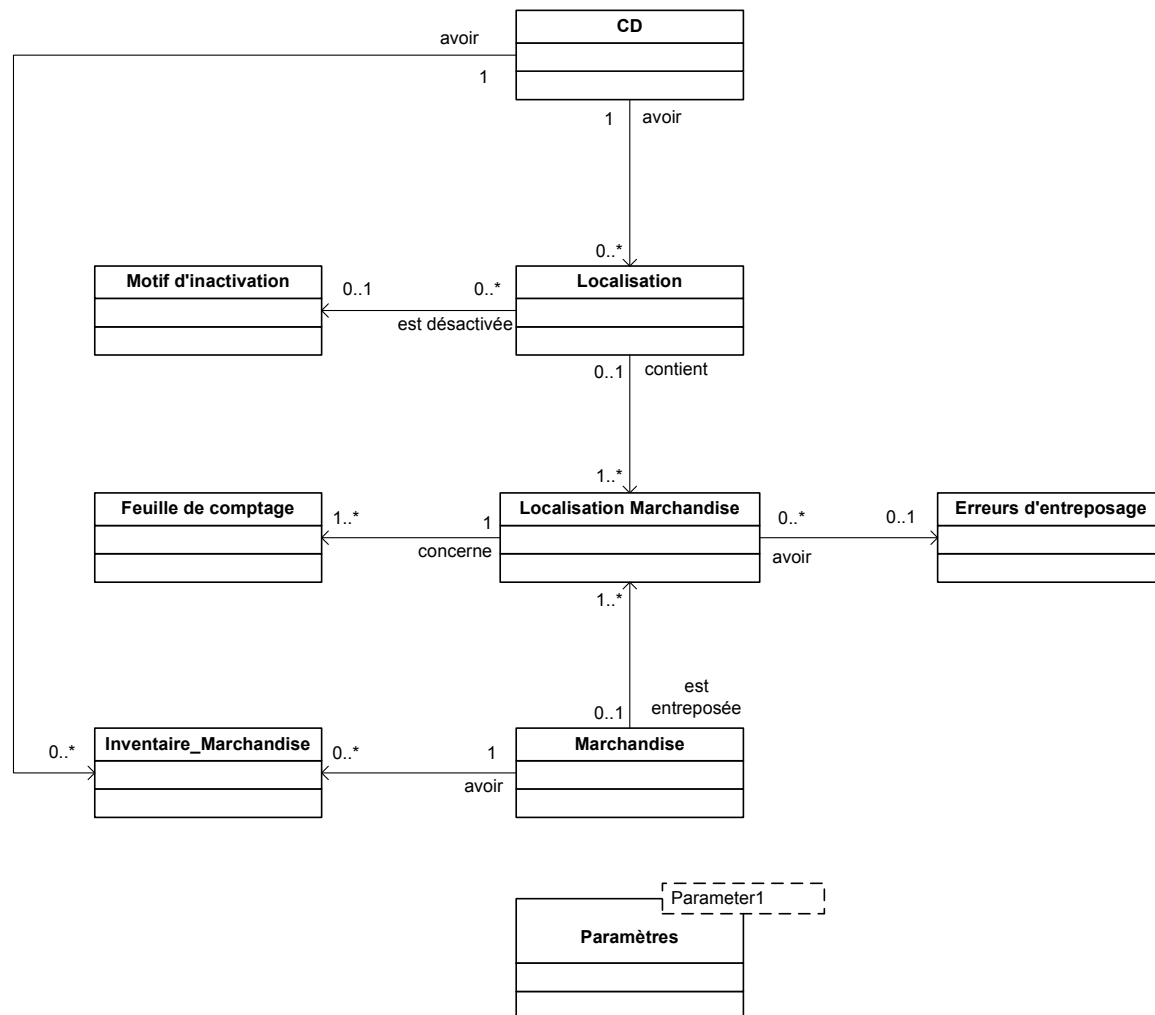 CD
avoir
1
1
avoir
0..*
Motif d'inactivation
Localisation
0..1
0..*
est désactivée
0..1
contient
1..*
Feuille de comptage
Localisation Marchandise
Erreurs d'entreposage
1..*
1
0..*
0..1
concerne
avoir
1..*
est
entreposée
0..1
Inventaire_Marchandise
Marchandise
0..*
0..*
1
avoir
Parameter1
Paramètres